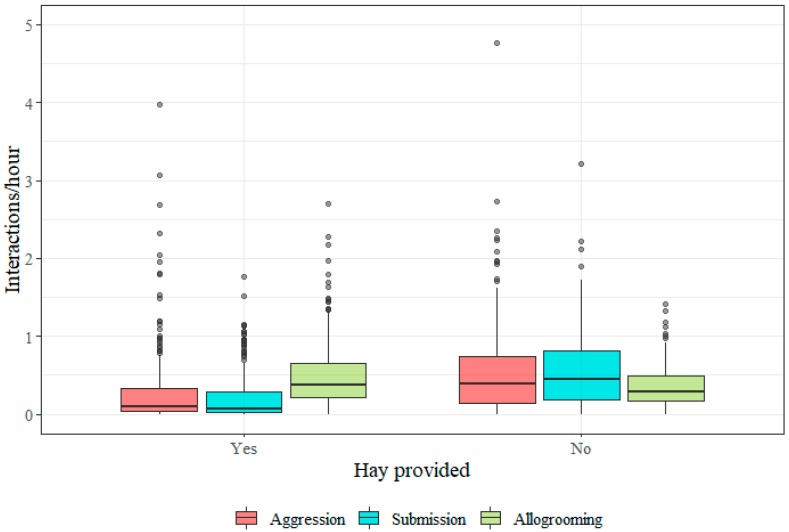 5
4
3
2
1
0
Interactions/hour
Yes No
Hay provided
Aggression Submission Allogrooming